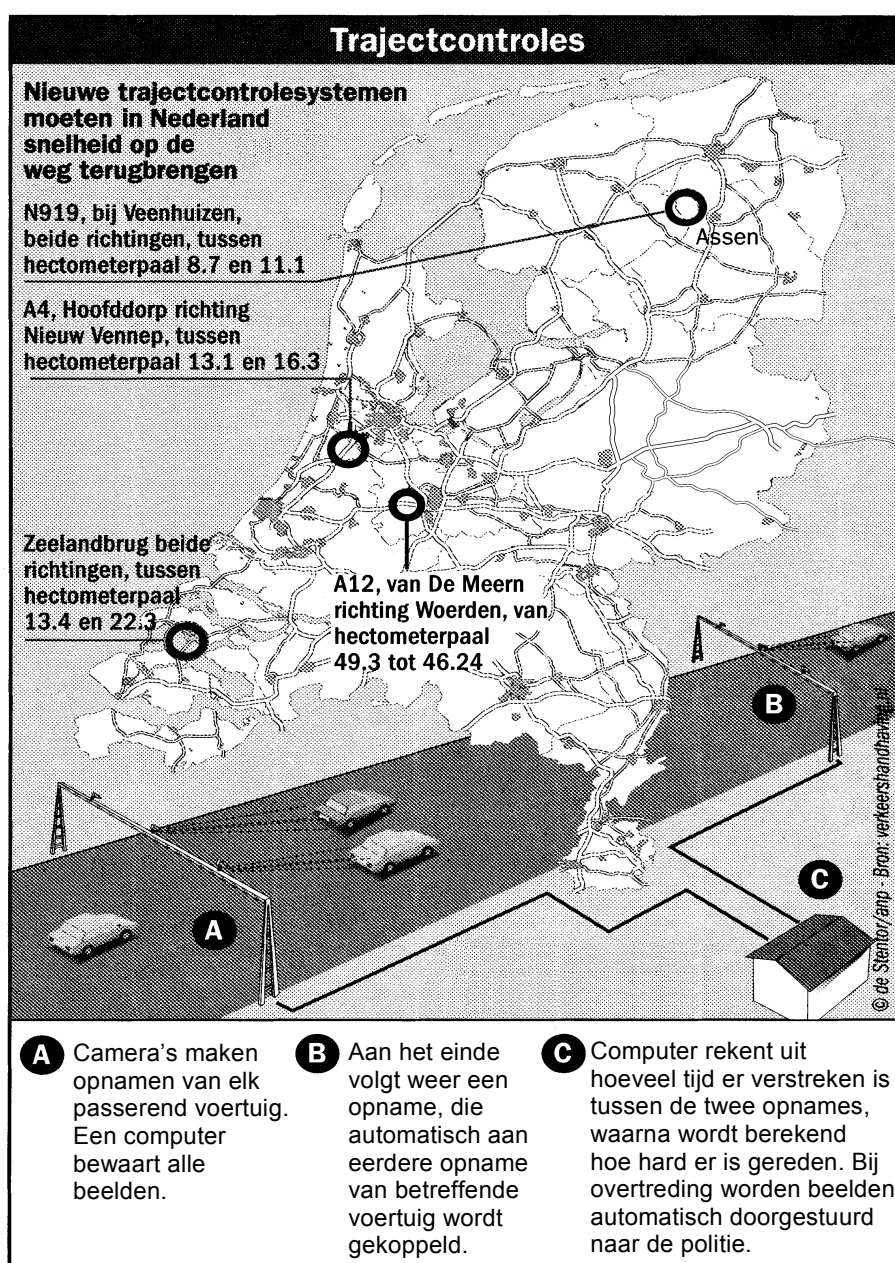 Trajectcontroles
Nieuwe trajectcontrolesystemen
moeten in Nederland
snelheid op de
weg terugbrengen
N919, bij Veenhuizen,
beide richtingen, tussen
hectometerpaal 8.7 en 11.1
Assen
A4, Hoofddorp richting
Nieuw Vennep, tussen
hectometerpaal 13.1 en 16.3
Zeelandbrug beide
richtingen, tussen
hectometerpaal
13.4 en 22.3
A12, van De Meern
richting Woerden, van
hectometerpaal
49,3 tot 46.24
B
A
C
© de Stentor/anp - Bron: verkeershandhaving.nl
A Camera's maken
opnamen van elk
passerend voertuig.
Een computer
bewaart alle
beelden.
B Aan het einde
volgt weer een
opname, die
automatisch aan
eerdere opname
van betreffende
voertuig wordt
gekoppeld.
C Computer rekent uit
hoeveel tijd er verstreken is
tussen de twee opnames,
waarna wordt berekend
hoe hard er is gereden. Bij
overtreding worden beelden
automatisch doorgestuurd
naar de politie.